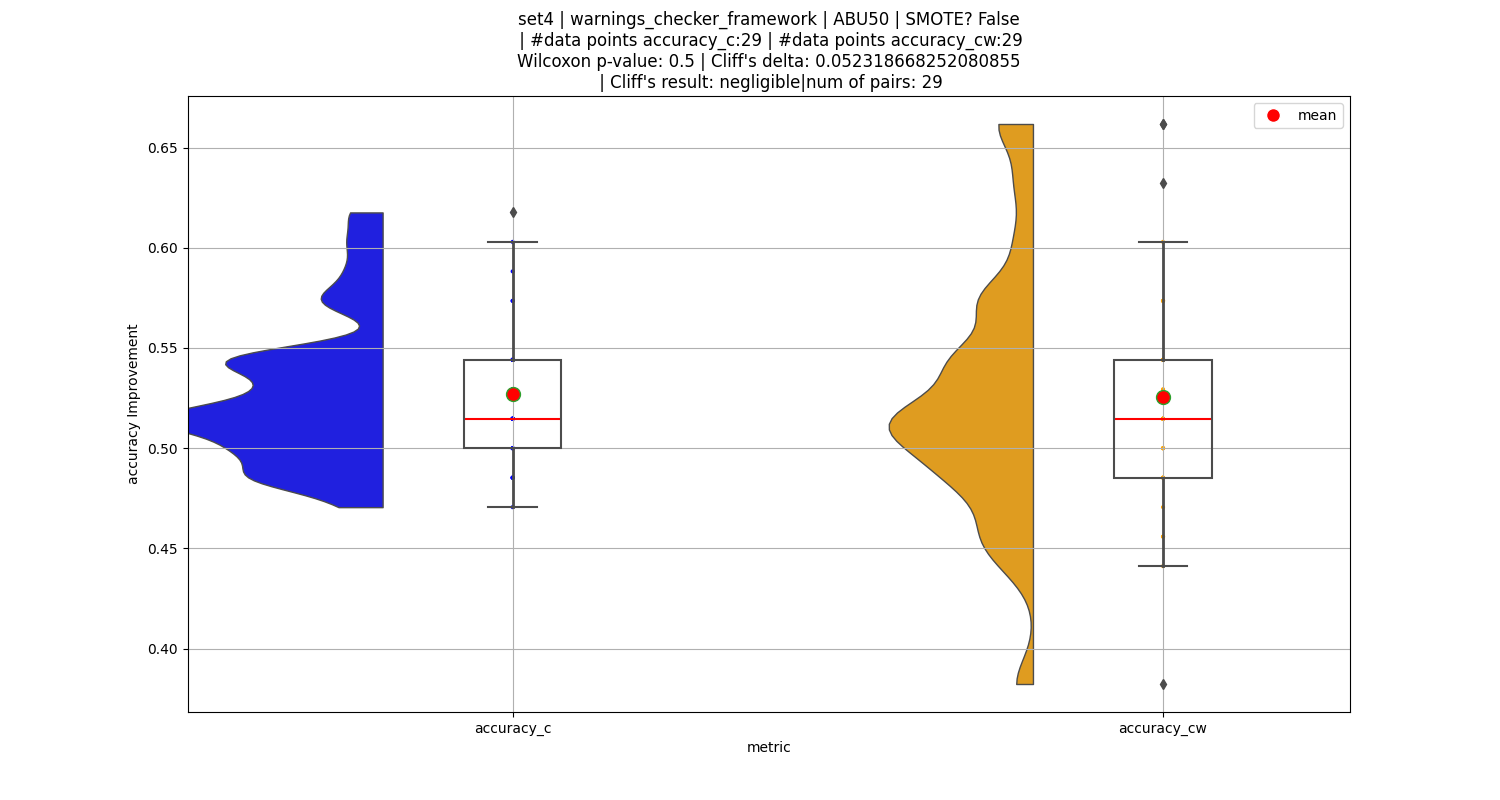 set4 | warnings_checker_framework | ABU50 | SMOTE? False
| #data points accuracy_c:29 | #data points accuracy_cw:29
Wilcoxon p-value: 0.5 | Cliff's delta: 0.052318668252080855
| Cliff's result: negligible|num of pairs: 29
mean
0.65
0.60
0.55
0.50
0.45
0.40
accuracy Improvement
accuracy_c
accuracy_cw
metric